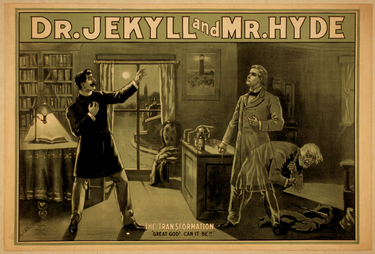 DR. JEKYLL and MR. HYDE
THE TRANSFORMATION
"GREAT GOD! CAN IT BE!!"